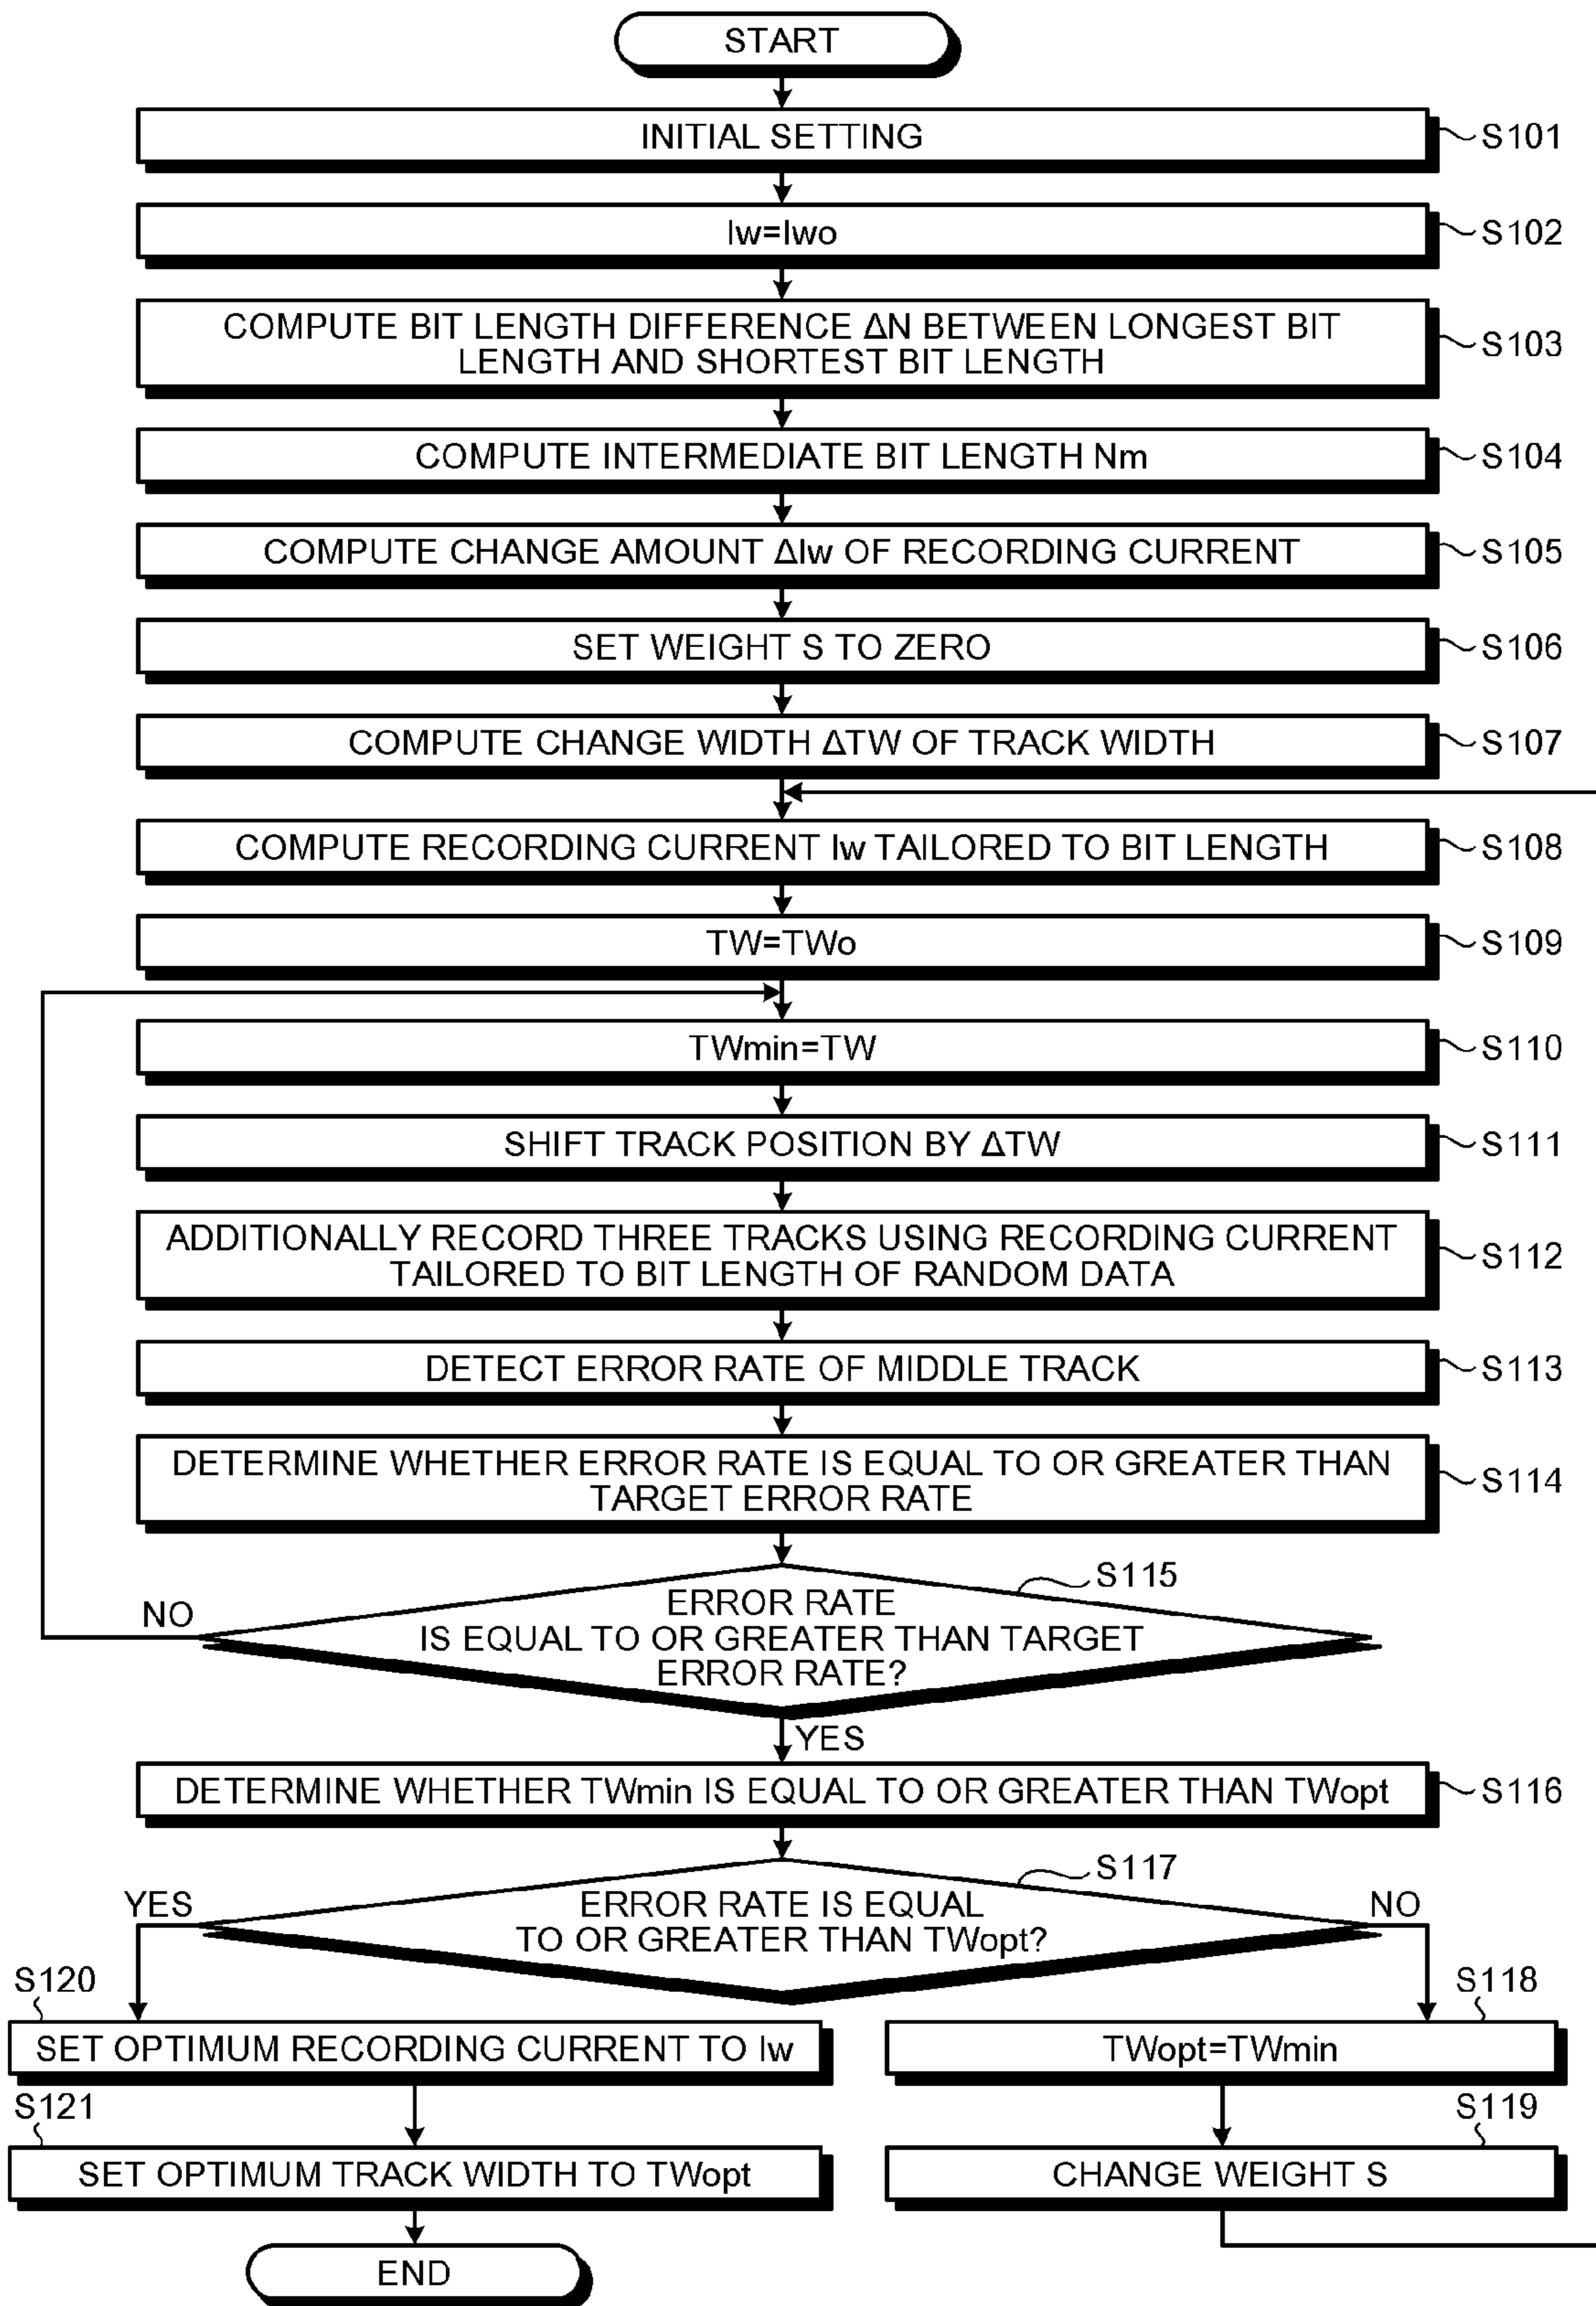 START
INITIAL SETTING
S101
Iw=Iwo
S102
COMPUTE BIT LENGTH DIFFERENCE ΔN BETWEEN LONGEST BIT
LENGTH AND SHORTEST BIT LENGTH
S103
COMPUTE INTERMEDIATE BIT LENGTH Nm
S104
COMPUTE CHANGE AMOUNT ΔIw OF RECORDING CURRENT
S105
SET WEIGHT S TO ZERO
S106
COMPUTE CHANGE WIDTH ΔTW OF TRACK WIDTH
S107
COMPUTE RECORDING CURRENT Iw TAILORED TO BIT LENGTH
S108
TW=TWo
S109
TWmin=TW
S110
SHIFT TRACK POSITION BY ΔTW
S111
ADDITIONALLY RECORD THREE TRACKS USING RECORDING CURRENT
TAILORED TO BIT LENGTH OF RANDOM DATA
S112
DETECT ERROR RATE OF MIDDLE TRACK
S113
DETERMINE WHETHER ERROR RATE IS EQUAL TO OR GREATER THAN
TARGET ERROR RATE
S114
S115
ERROR RATE
IS EQUAL TO OR GREATER THAN TARGET
ERROR RATE?
NO
YES
DETERMINE WHETHER TWmin IS EQUAL TO OR GREATER THAN TWopt
S116
S117
ERROR RATE IS EQUAL
TO OR GREATER THAN TWopt?
YES
NO
S120
SET OPTIMUM RECORDING CURRENT TO Iw
S118
TWopt=TWmin
S121
SET OPTIMUM TRACK WIDTH TO TWopt
S119
CHANGE WEIGHT S
END